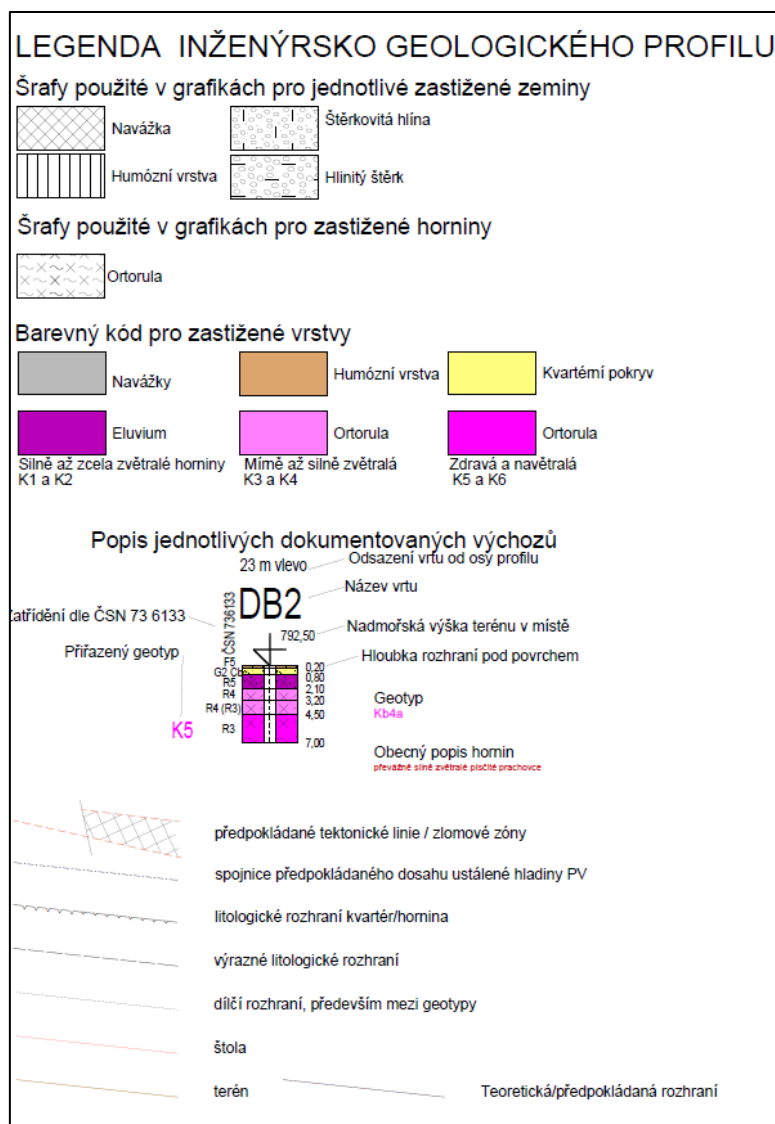 LEGENDA INŽENÝRSKO GEOLOGICKÉHO PROFILU
Šrafy použité v grafikách pro jednotlivé zastižené zeminy
Navážka
Štěrkovitá hlína
Humózní vrstva
Hlinitý štěrk
Šrafy použité v grafikách pro zastižené horniny
Ortorula
Barevný kód pro zastižené vrstvy
Navážky
Humózní vrstva
Kvartérní pokryv
Eluvium
Ortorula
Ortorula
Silně až zcela zvětralé horniny
K1 a K2
Mírně až silně zvětralá
K3 a K4
Zdravá a navětralá
K5 a K6
Popis jednotlivých dokumentovaných výchozů
23 m vlevo
Odsazení vrtu od osy profilu
DB2
Název vrtu
Zatřídění dle ČSN 73 6133
ČSN 736133
792,50
Nadmořská výška terénu v místě
Přiřazený geotyp
Hloubka rozhraní pod povrchem
F5
0,20
G2 Cb
0,80
R5
2,10
R4
3,20
R4 (R3)
4,50
R3
7,00
K5
Geotyp
Kb4a
Obecný popis hornin
převážně silně zvětralé písčité prachovce
předpokládané tektonické linie / zlomové zóny
spojnice předpokládaného dosahu ustálené hladiny PV
litologické rozhraní kvartér/hornina
výrazné litologické rozhraní
dílčí rozhraní, především mezi geotypy
štola
terén
Teoretická/předpokládaná rozhraní